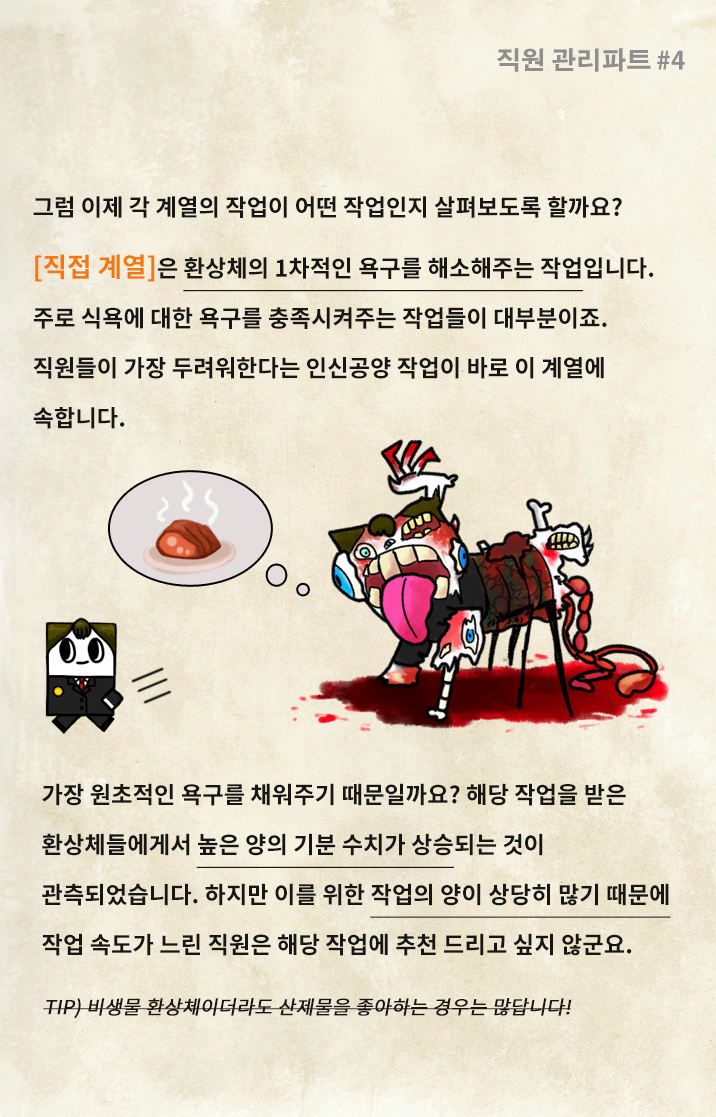 직원 관리파트 #4
그럼 이제 각 계열의 작업이 어떤 작업인지 살펴보도록 할까요?
[직접 계열]은 환상체의 1차적인 욕구를 해소해주는 작업입니다.
주로 식욕에 대한 욕구를 충족시켜주는 작업들이 대부분이죠.
직원들이 가장 두려워한다는 인신공양 작업이 바로 이 계열에
속합니다.
가장 원초적인 욕구를 채워주기 때문일까요? 해당 작업을 받은
환상체들에게서 높은 양의 기분 수치가 상승되는 것이
관측되었습니다. 하지만 이를 위한 작업의 양이 상당히 많기 때문에
작업 속도가 느린 직원은 해당 작업에 추천 드리고 싶지 않군요.
TIP) 비생물 환상체이더라도 산제물을 좋아하는 경우는 많답니다!